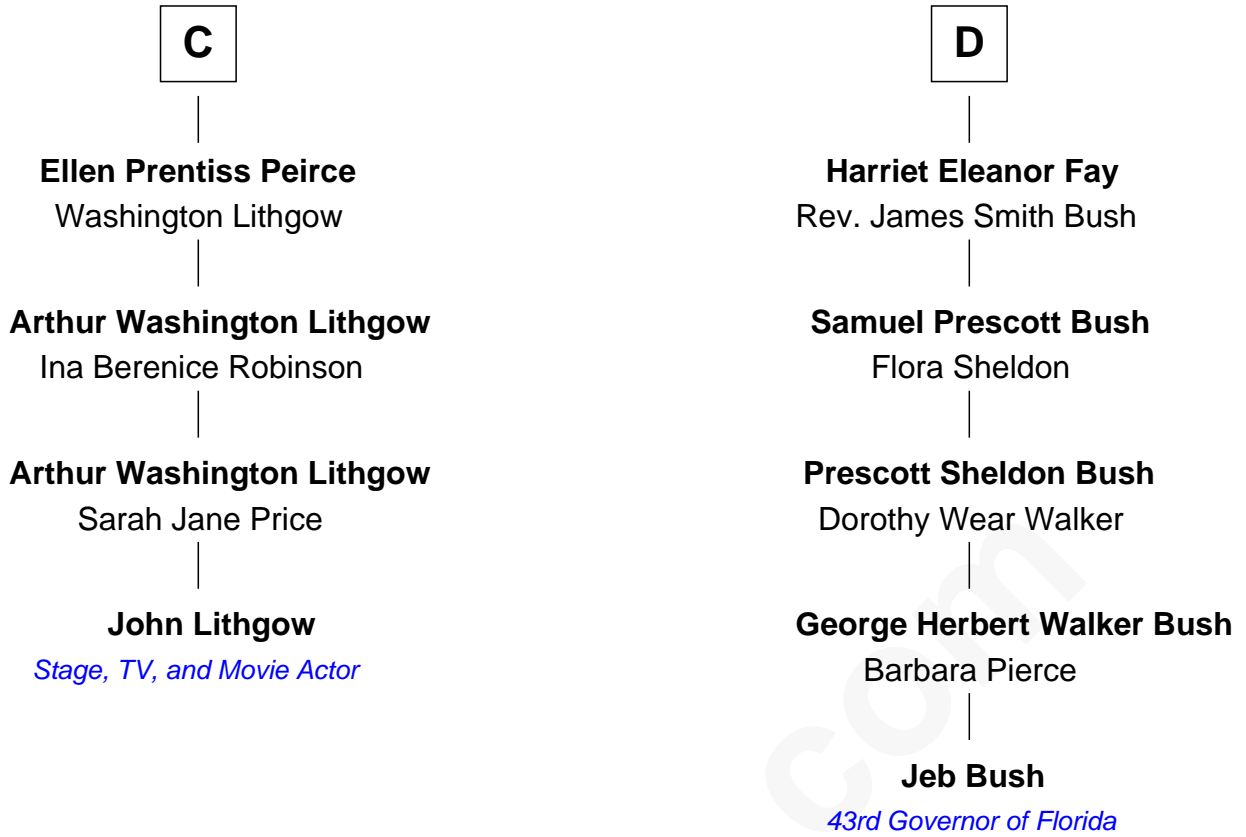 C
Ellen Prentiss Peirce
Washington Lithgow
Arthur Washington Lithgow
Ina Berenice Robinson
Arthur Washington Lithgow
Sarah Jane Price
John Lithgow
Stage, TV, and Movie Actor
D
Harriet Eleanor Fay
Rev. James Smith Bush
Samuel Prescott Bush
Flora Sheldon
Prescott Sheldon Bush
Dorothy Wear Walker
George Herbert Walker Bush
Barbara Pierce
Jeb Bush
43rd Governor of Florida
com